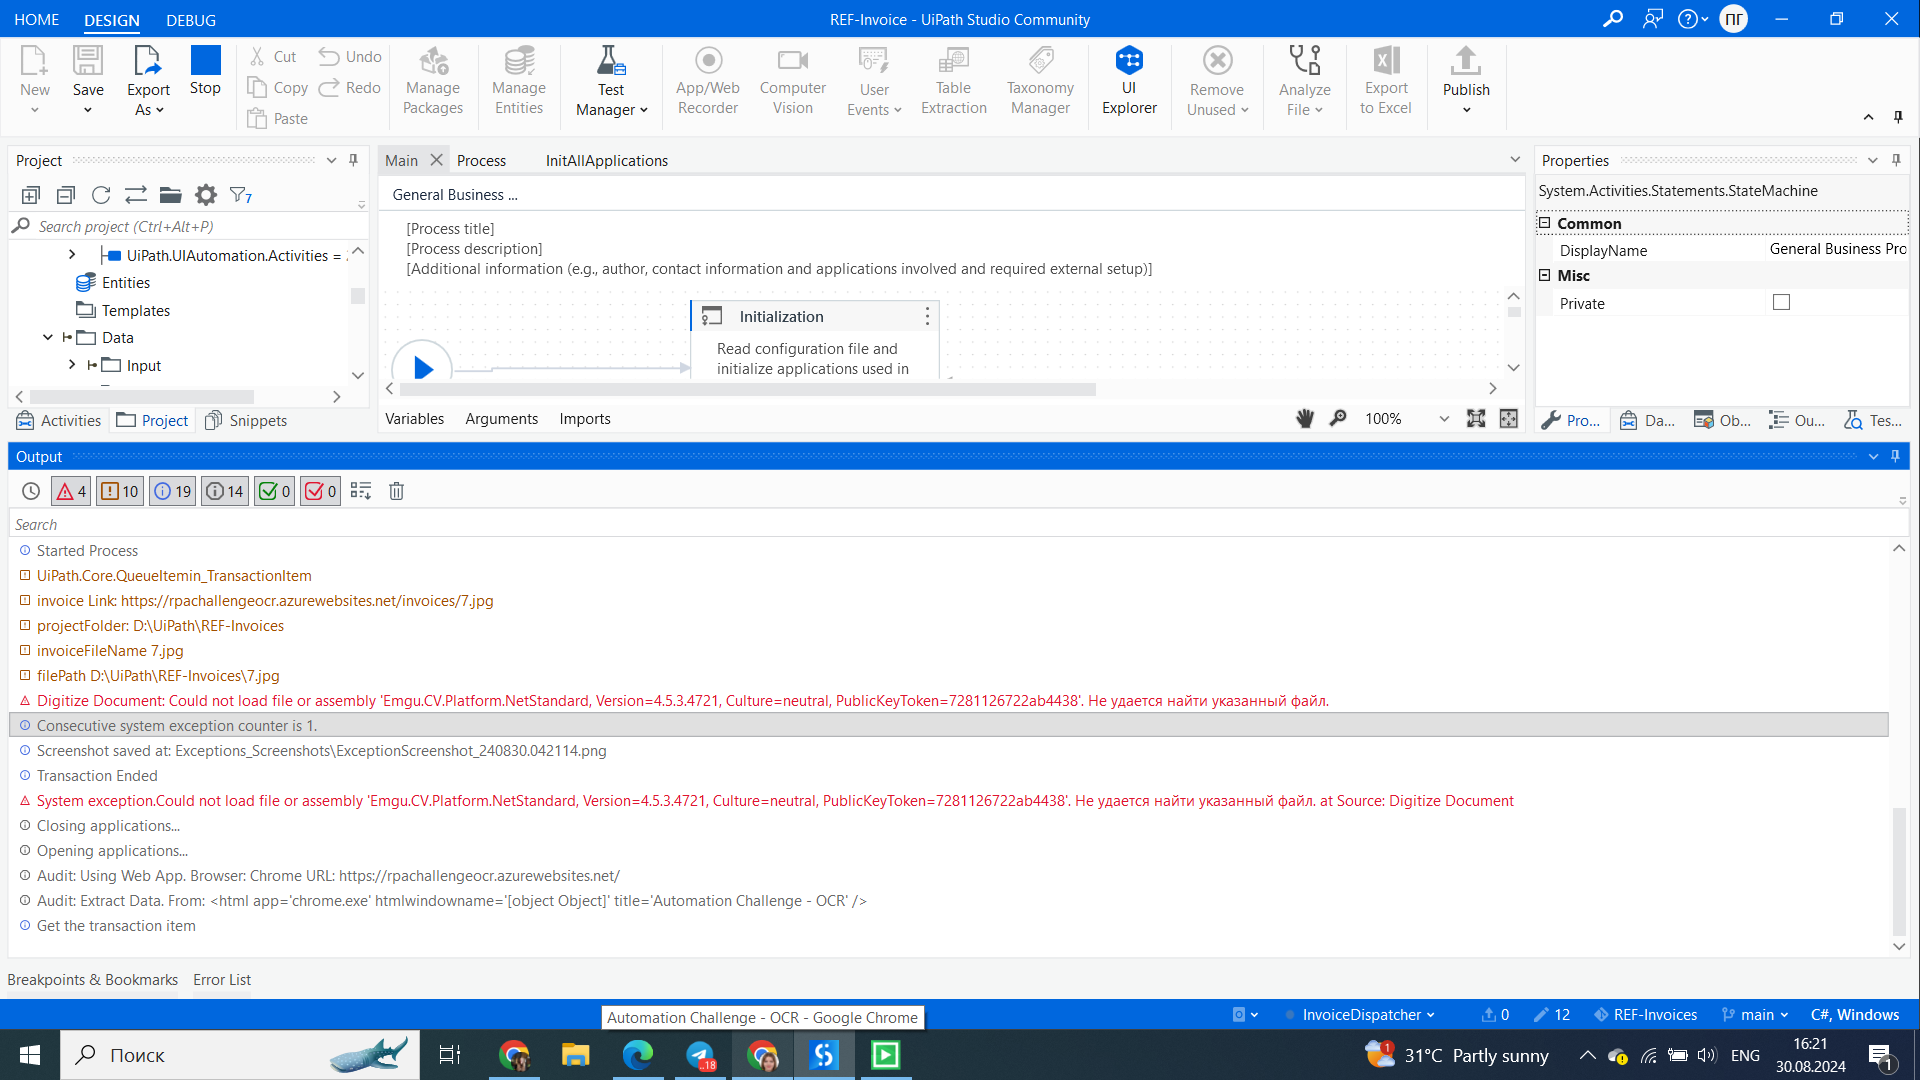 HOME DESIGN DEBUG
REF-Invoice - UiPath Studio Community
ПГ
New
Save
Export As
Stop
Cut
Copy
Paste
Undo
Redo
Manage Packages
Manage Entities
Test Manager
App/Web Recorder
Computer Vision
User Events
Table Extraction
Taxonomy Manager
UI Explorer
Remove Unused
Analyze File
Export to Excel
Publish
Project
7
Search project (Ctrl+Alt+P)
UiPath.UIAutomation.Activities =
Entities
Templates
Data
Input
Activities Project Snippets
Main Process InitAllApplications
General Business ...
[Process title]
[Process description]
[Additional information (e.g., author, contact information and applications involved and required external setup)]
Initialization
Read configuration file and
initialize applications used in
Variables Arguments Imports
100%
Properties
System.Activities.Statements.StateMachine
Common
DisplayName General Business Pro
Misc
Private
Pro... Da... Ob... Ou... Tes...
Output
4 10 19 14 0 0
Search
Started Process
UiPath.Core.QueueItemin_TransactionItem
invoice Link: https://rpachallengeocr.azurewebsites.net/invoices/7.jpg
projectFolder: D:\UiPath\REF-Invoices
invoiceFileName 7.jpg
filePath D:\UiPath\REF-Invoices\7.jpg
Digitize Document: Could not load file or assembly 'Emgu.CV.Platform.NetStandard, Version=4.5.3.4721, Culture=neutral, PublicKeyToken=7281126722ab4438'. Не удается найти указанный файл.
Consecutive system exception counter is 1.
Screenshot saved at: Exceptions_Screenshots\ExceptionScreenshot_240830.042114.png
Transaction Ended
System exception.Could not load file or assembly 'Emgu.CV.Platform.NetStandard, Version=4.5.3.4721, Culture=neutral, PublicKeyToken=7281126722ab4438'. Не удается найти указанный файл. at Source: Digitize Document
Closing applications...
Opening applications...
Audit: Using Web App. Browser: Chrome URL: https://rpachallengeocr.azurewebsites.net/
Audit: Extract Data. From: <html app='chrome.exe' htmlwindowname='[object Object]' title='Automation Challenge - OCR' />
Get the transaction item
Breakpoints & Bookmarks Error List
Automation Challenge - OCR - Google Chrome
InvoiceDispatcher 0 12 REF-Invoices main C#, Windows
Поиск
..18
1
31°C Partly sunny
ENG
16:21
30.08.2024
1